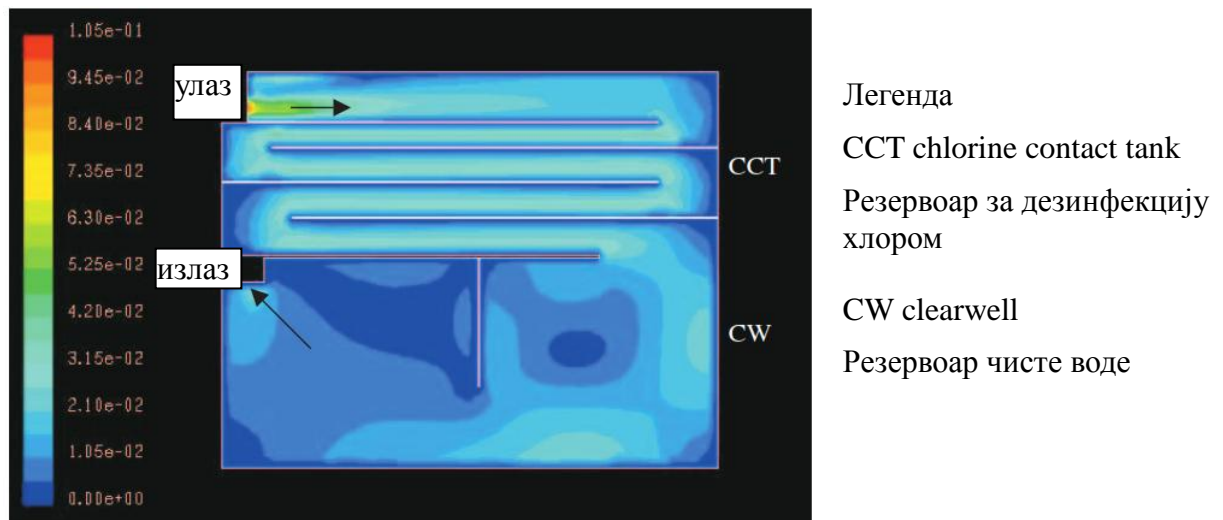 1.05e-01
9.45e-02
8.40e-02
7.35e-02
6.30e-02
5.25e-02
4.20e-02
3.15e-02
2.10e-02
1.05e-02
0.00e+00
улаз
излаз
CCT
CW
Легенда
CCT chlorine contact tank
Резервоар за дезинфекцију
хлором
CW clearwell
Резервоар чисте воде